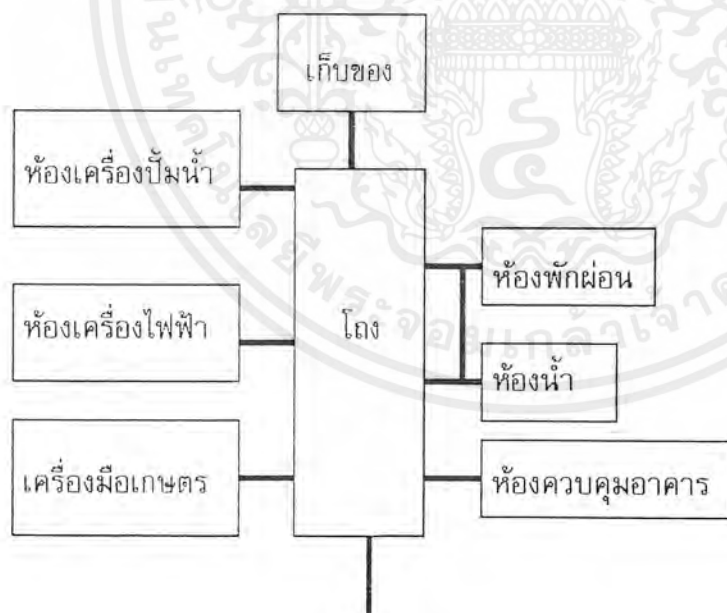 เก็บของ
ห้องเครื่องปั๊มน้ำ
ห้องพักผ่อน
ห้องเครื่องไฟฟ้า
โถง
ห้องน้ำ
เครื่องมือเกษตร
ห้องควบคุมอาคาร